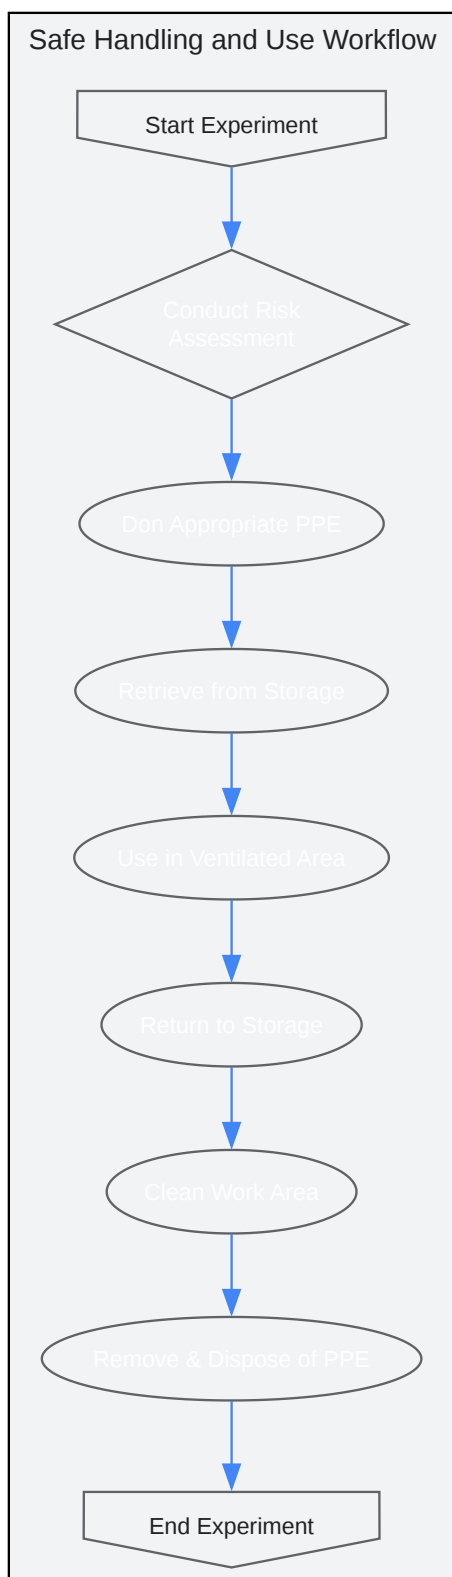 Safe Handling and Use Workflow
Start Experiment
Conduct Risk
Assessment
Don Appropriate PPE
Retrieve from Storage
Use in Ventilated Area
Return to Storage
Clean Work Area
Remove & Dispose of PPE
End Experiment